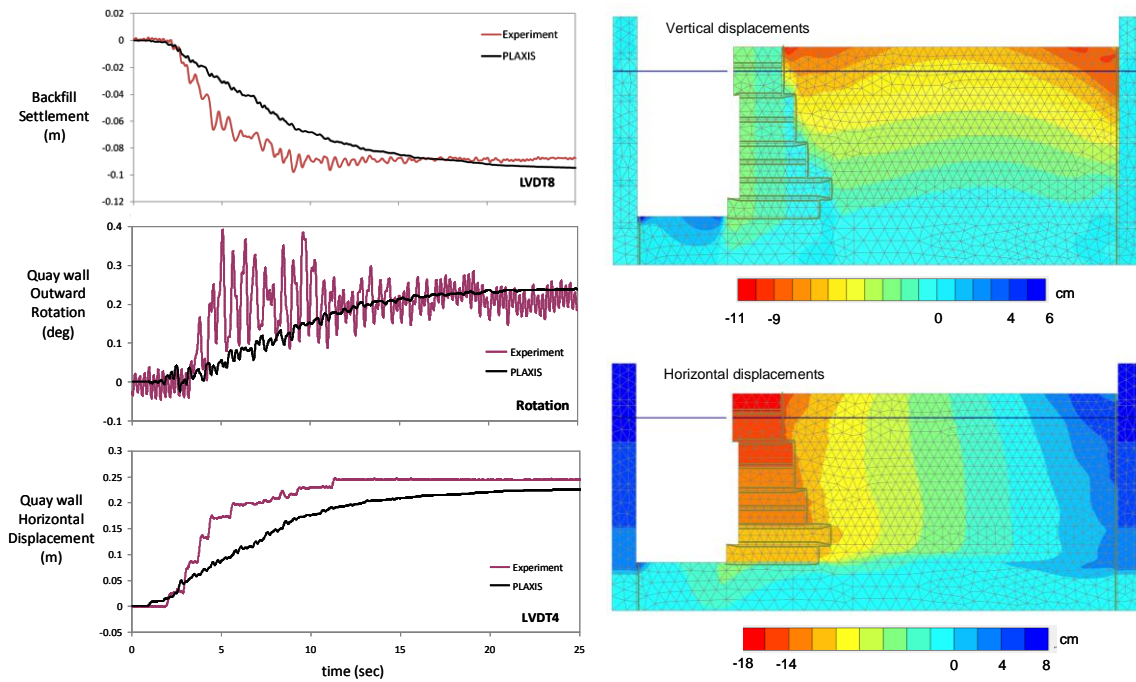 0.02
0
-0.02
-0.04
-0.06
-0.08
-0.1
-0.12
Backfill
Settlement
(m)
Experiment
PLAXIS
LVDT8
0.4
0.3
0.2
0.1
0
-0.1
Quay wall
Outward
Rotation
(deg)
Experiment
PLAXIS
Rotation
0.3
0.25
0.2
0.15
0.1
0.05
0
-0.05
Quay wall
Horizontal
Displacement
(m)
Experiment
PLAXIS
LVDT4
0 5 10 15 20 25
time (sec)
Vertical displacements
cm
-11 -9 0 4 6
Horizontal displacements
cm
-18 -14 0 4 8